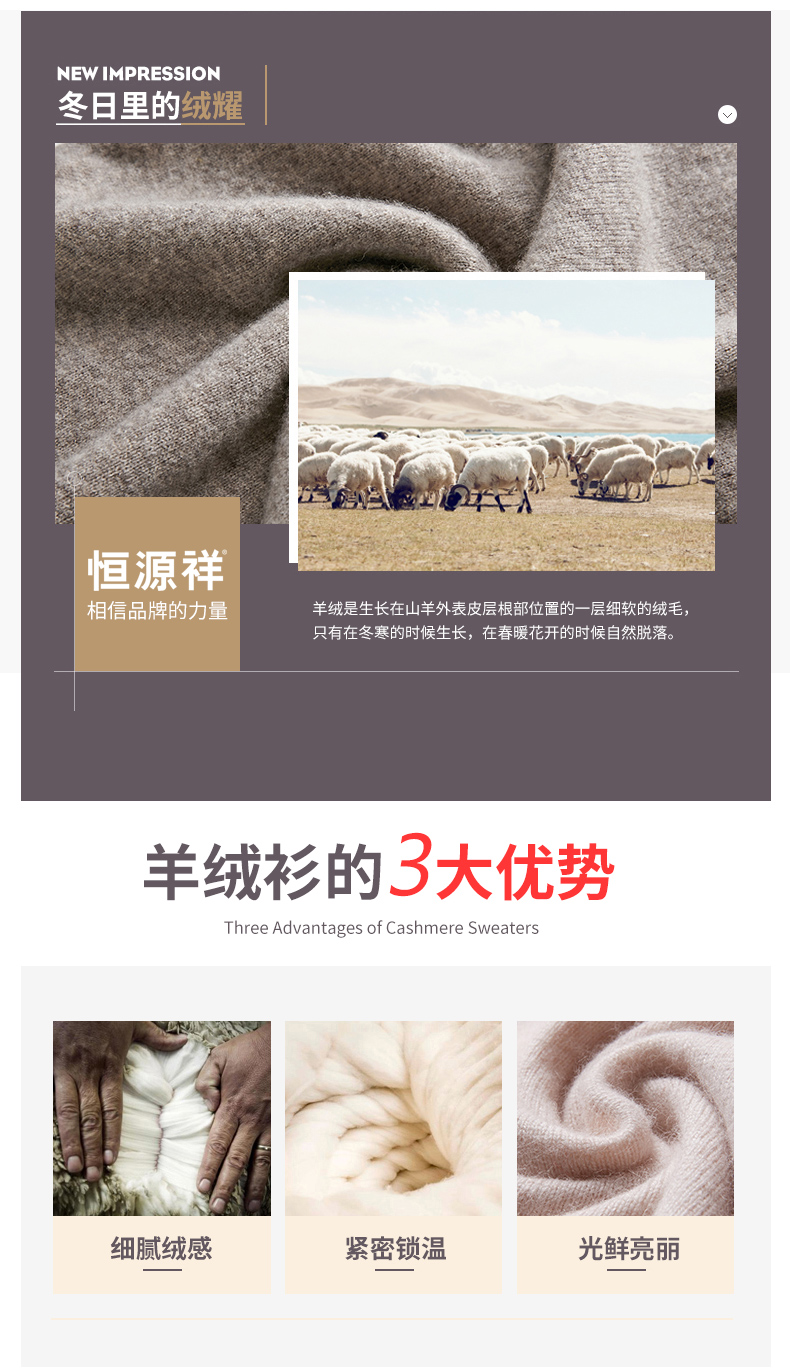 NEW IMPRESSION
冬日里的绒耀
恒源祥®
相信品牌的力量
羊绒是生长在山羊外表皮层根部位置的一层细软的绒毛，
只有在冬寒的时候生长，在春暖花开的时候自然脱落。
羊绒衫的3大优势
Three Advantages of Cashmere Sweaters
细腻绒感
紧密锁温
光鲜亮丽